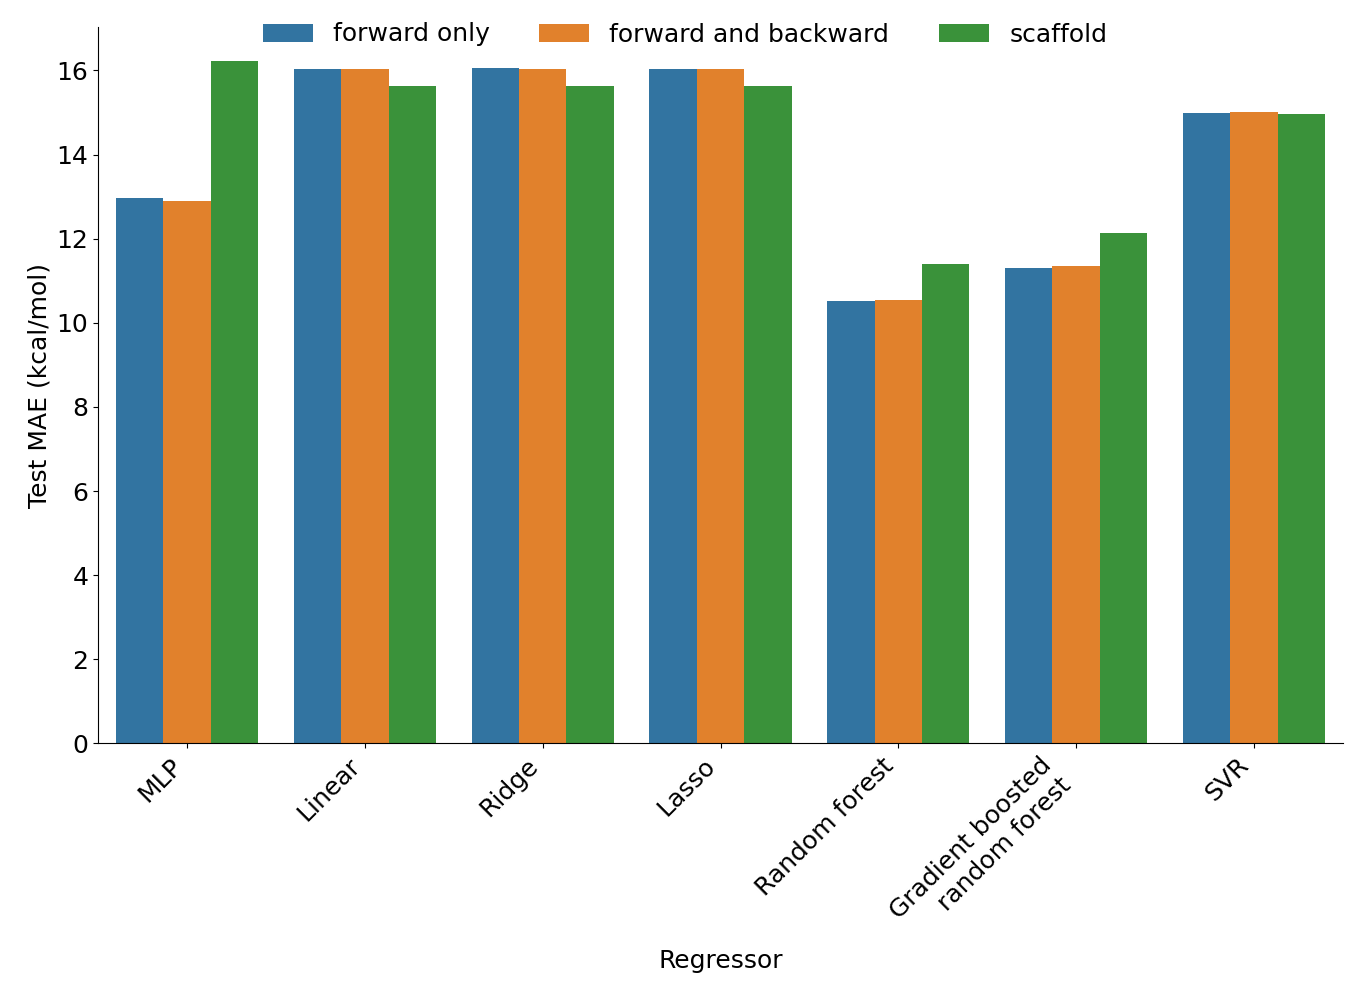 forward only
forward and backward
scaffold
Test MAE (kcal/mol)
16
14
12
10
8
6
4
2
0
MLP
Linear
Ridge
Lasso
Random forest
Gradient boosted
random forest
SVR
Regressor